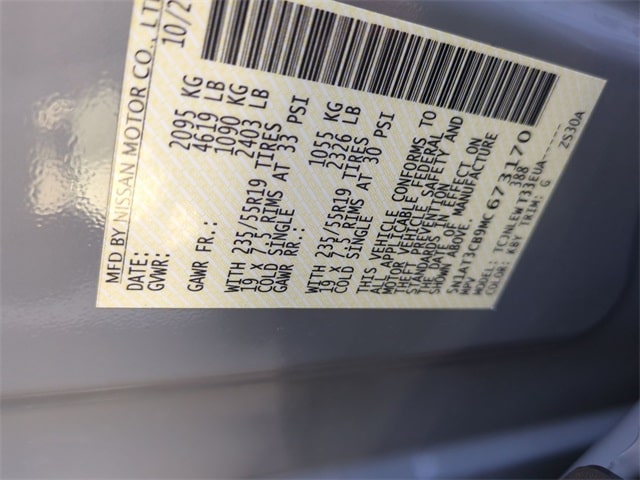 MFD BY NISSAN MOTOR CO., LT
DATE: 10/2
GVWR: 2095 KG
4619 LB
GAWR FR.: 1090 KG
2403 LB
WITH 235/55R19 TIRES
19 X 7.5 RIMS AT 33 PSI
COLD SINGLE
GAWR RR.: 1055 KG
2326 LB
WITH 235/55R19 TIRES
19 X 7.5 RIMS AT 30 PSI
COLD SINGLE
THIS VEHICLE CONFORMS TO
ALL APPLICABLE FEDERAL
MOTOR VEHICLE SAFETY AND
THEFT PREVENTION
STANDARDS IN EFFECT ON
THE DATE OF MANUFACTURE
SHOWN ABOVE.
5N1AT3CB9MC 673170
MPV 388
MODEL: TCJNLEWT33EUA-----
COLOR: KBY TRIM: G 2S30A